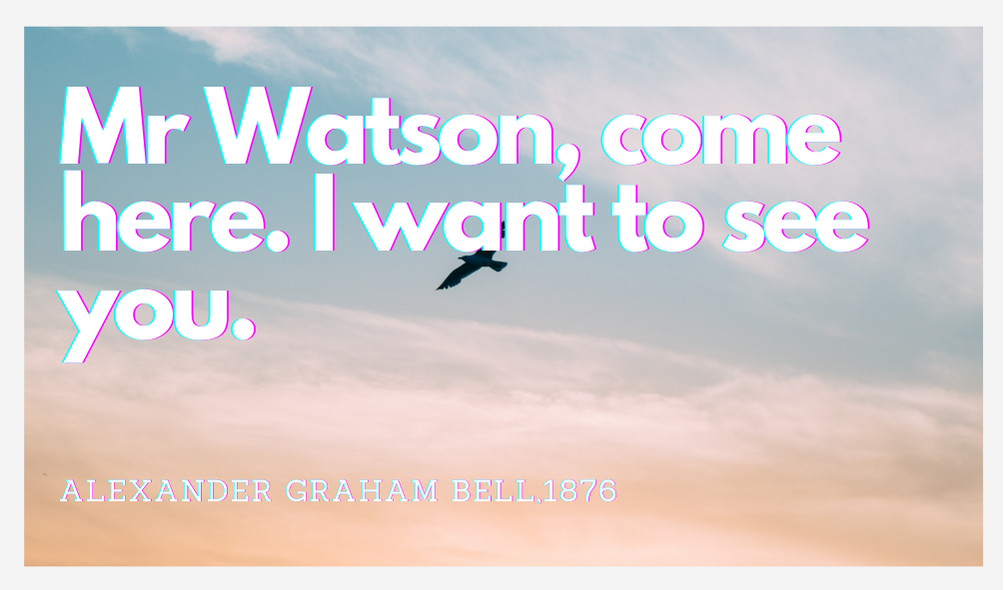 Mr Watson, come
here. I want to see
you.
ALEXANDER GRAHAM BELL,1876